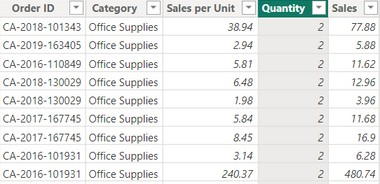 Order ID Category Sales per Unit Quantity Sales
CA-2018-101343 Office Supplies 38.94 2 77.88
CA-2019-163405 Office Supplies 2.94 2 5.88
CA-2016-110849 Office Supplies 5.81 2 11.62
CA-2018-130029 Office Supplies 6.48 2 12.96
CA-2018-130029 Office Supplies 1.98 2 3.96
CA-2017-167745 Office Supplies 5.84 2 11.68
CA-2017-167745 Office Supplies 8.45 2 16.9
CA-2016-101931 Office Supplies 3.14 2 6.28
CA-2016-101931 Office Supplies 240.37 2 480.74